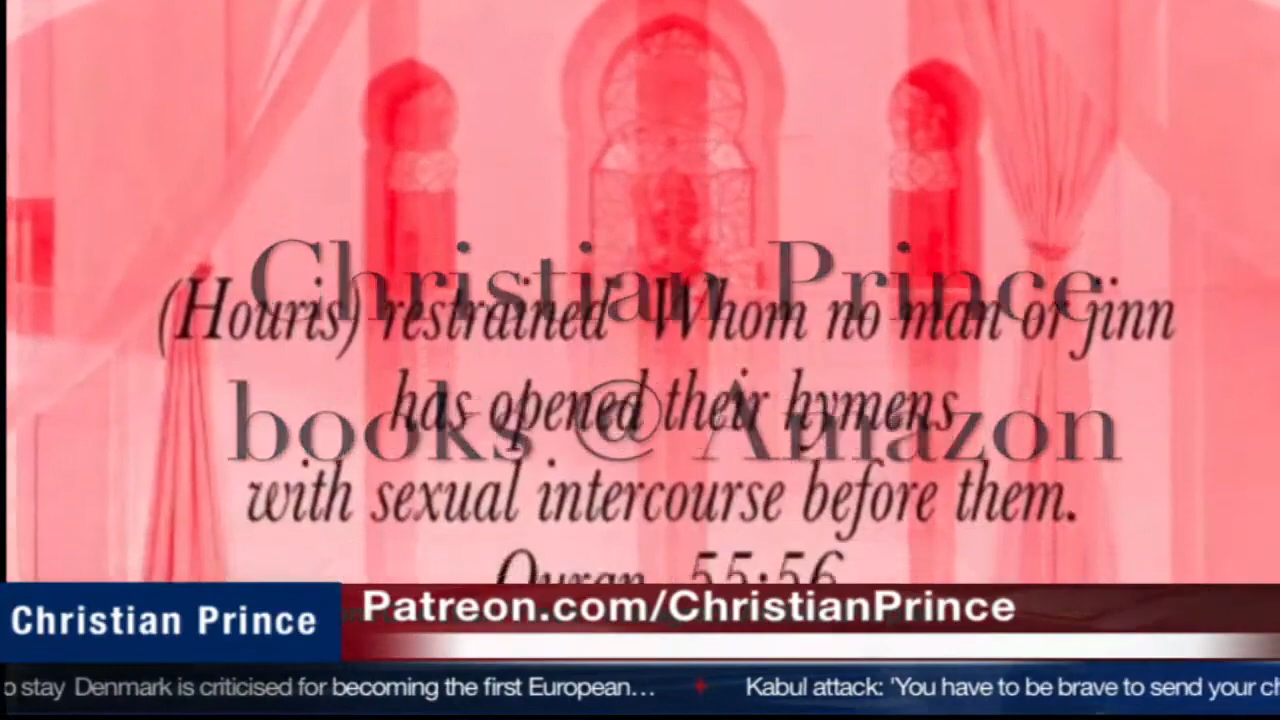 Christian Prince
(Houris) restrained Whom no man or jinn
has opened their hymens
books @ Amazon
with sexual intercourse before them.
Quran 55:56
Christian Prince
Patreon.com/ChristianPrince
o stay Denmark is criticised for becoming the first European...
Kabul attack: 'You have to be brave to send your ch